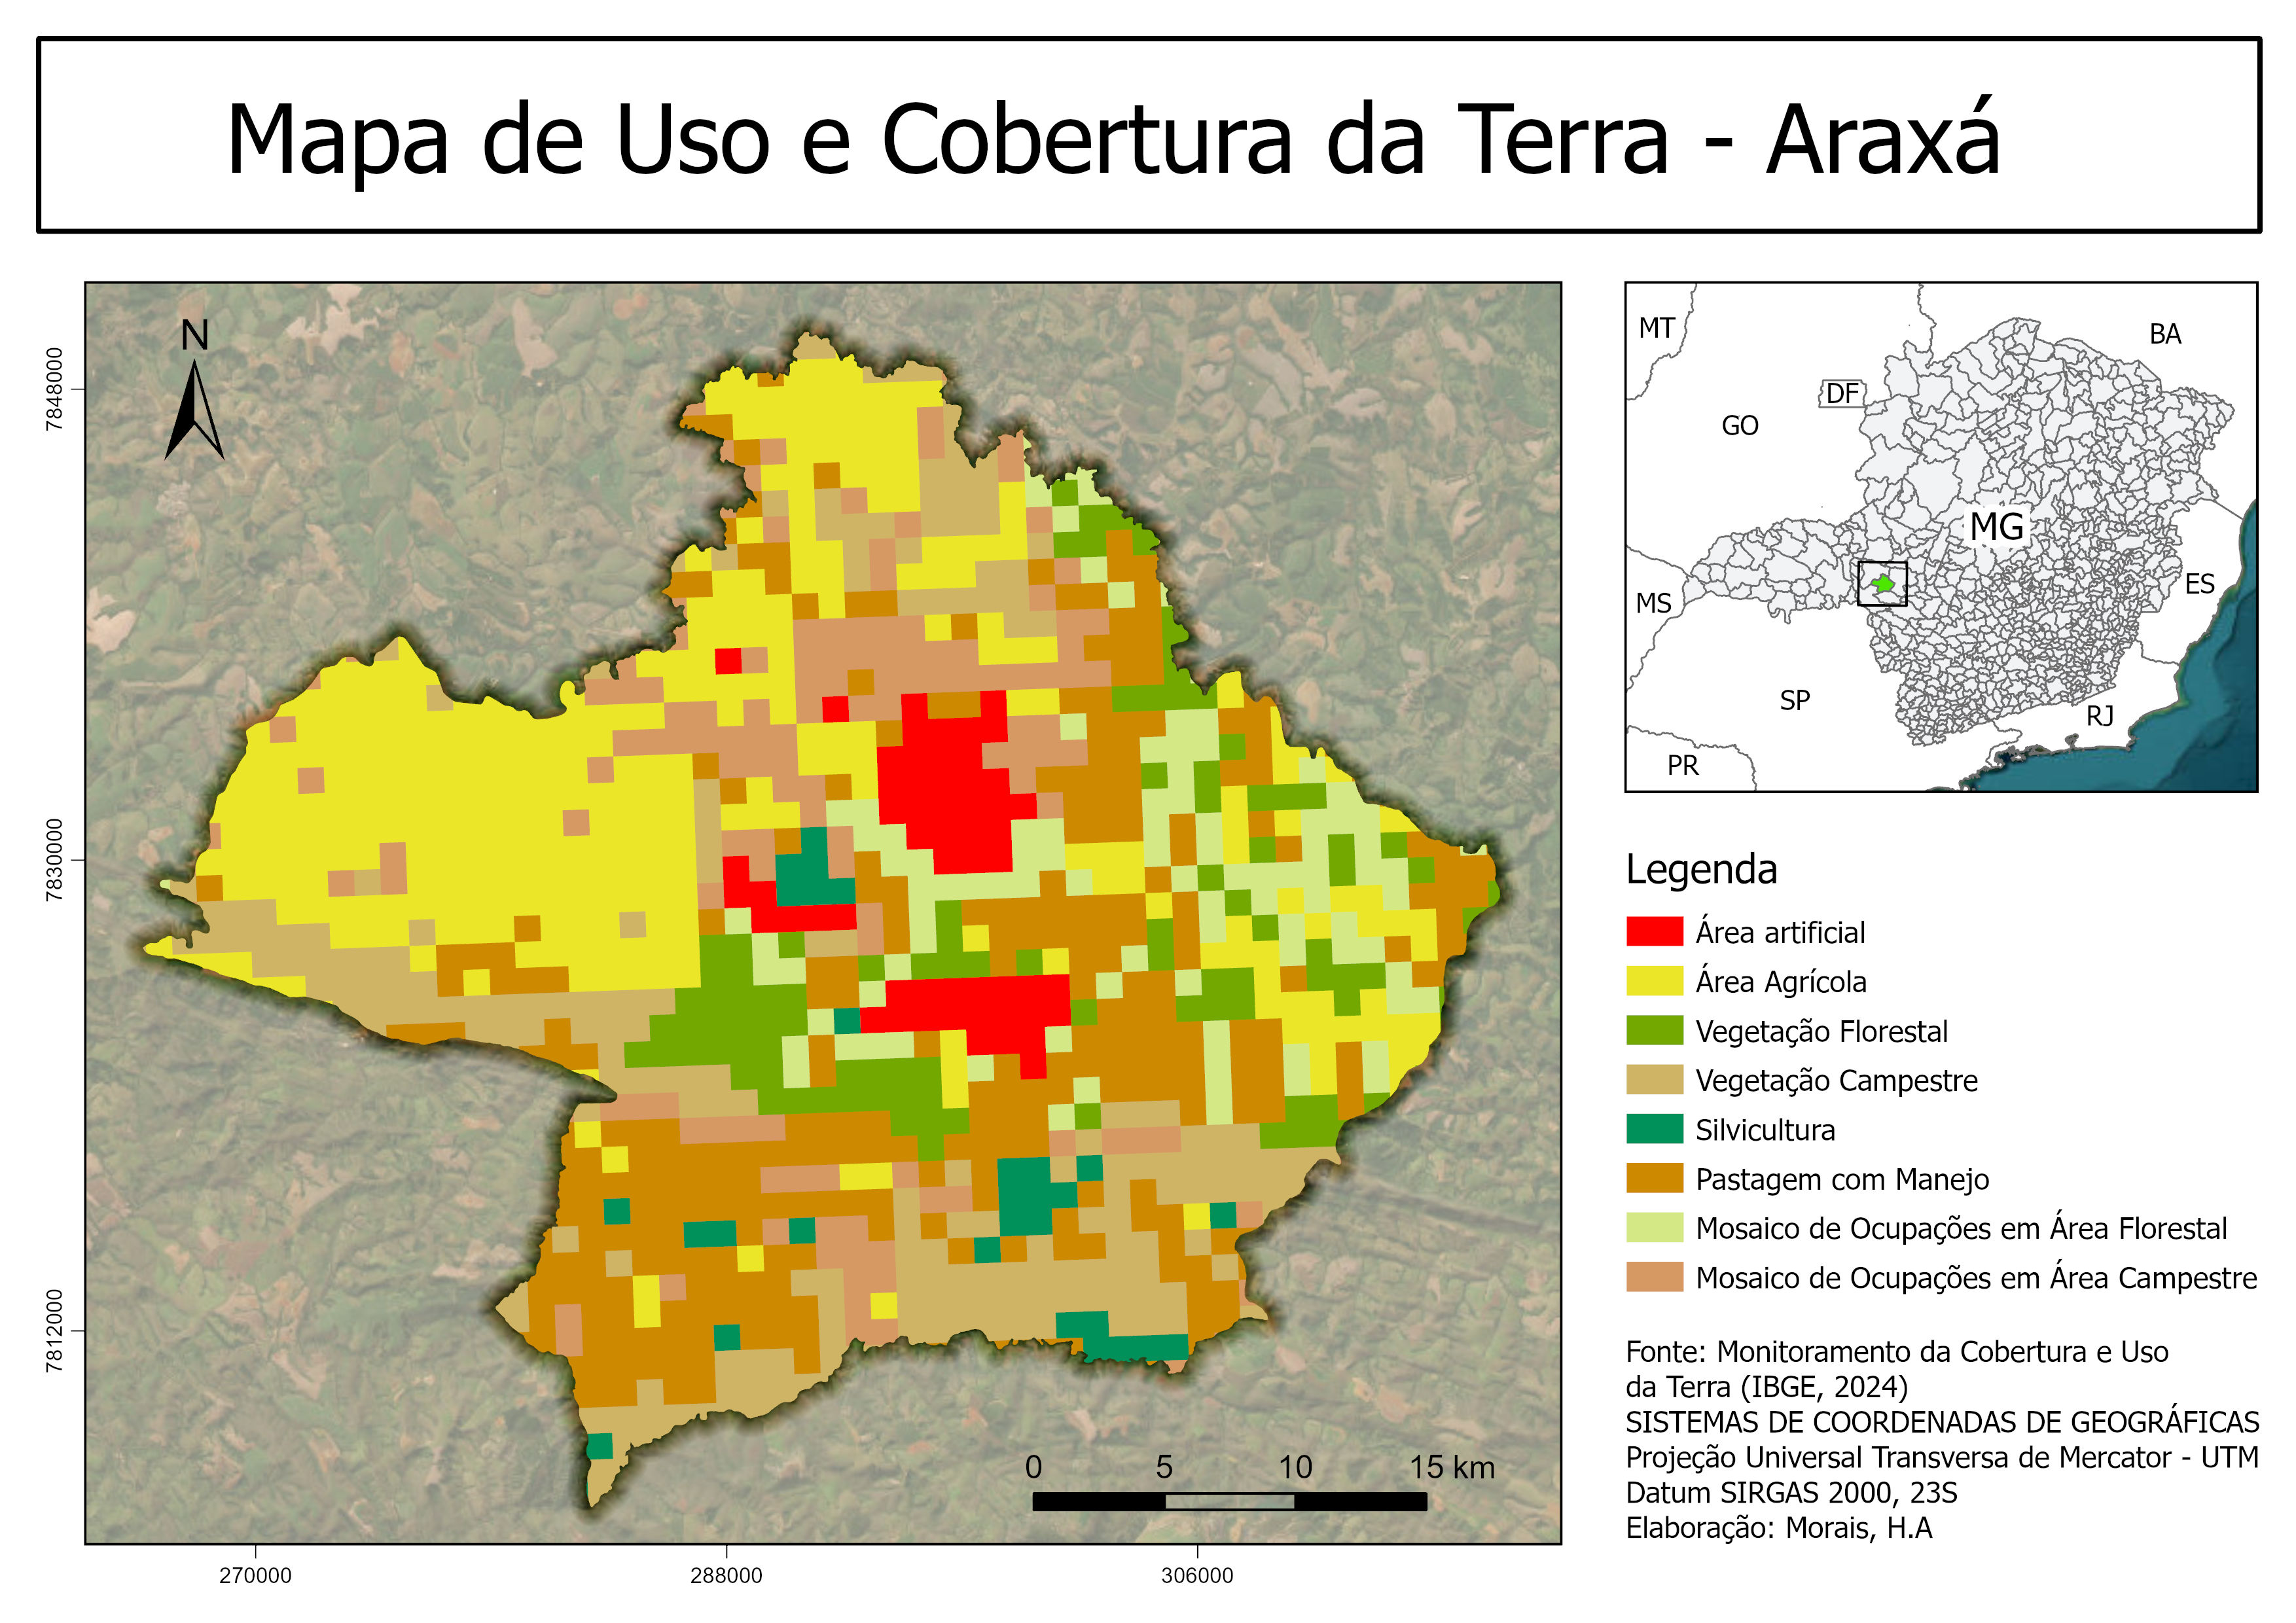 Mapa de Uso e Cobertura da Terra - Araxá
N
7848000
7830000
7812000
270000
288000
306000
0 5 10 15 km
MT
BA
DF
GO
MG
ES
MS
SP
RJ
PR
Legenda
Área artificial
Área Agrícola
Vegetação Florestal
Vegetação Campestre
Silvicultura
Pastagem com Manejo
Mosaico de Ocupações em Área Florestal
Mosaico de Ocupações em Área Campestre
Fonte: Monitoramento da Cobertura e Uso
da Terra (IBGE, 2024)
SISTEMAS DE COORDENADAS DE GEOGRÁFICAS
Projeção Universal Transversa de Mercator - UTM
Datum SIRGAS 2000, 23S
Elaboração: Morais, H.A